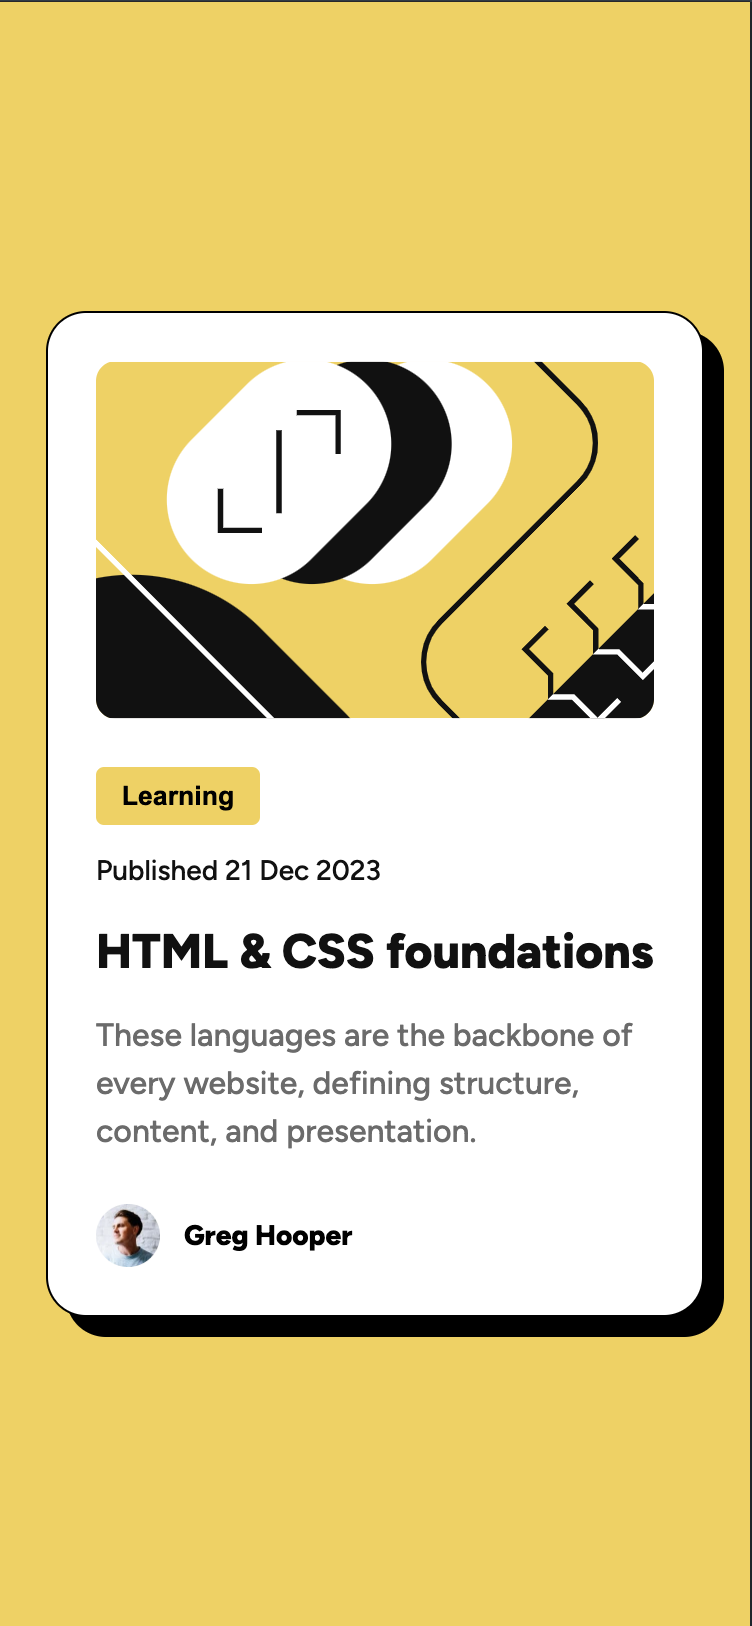 Learning
Published 21 Dec 2023
HTML & CSS foundations
These languages are the backbone of
every website, defining structure,
content, and presentation.
Greg Hooper